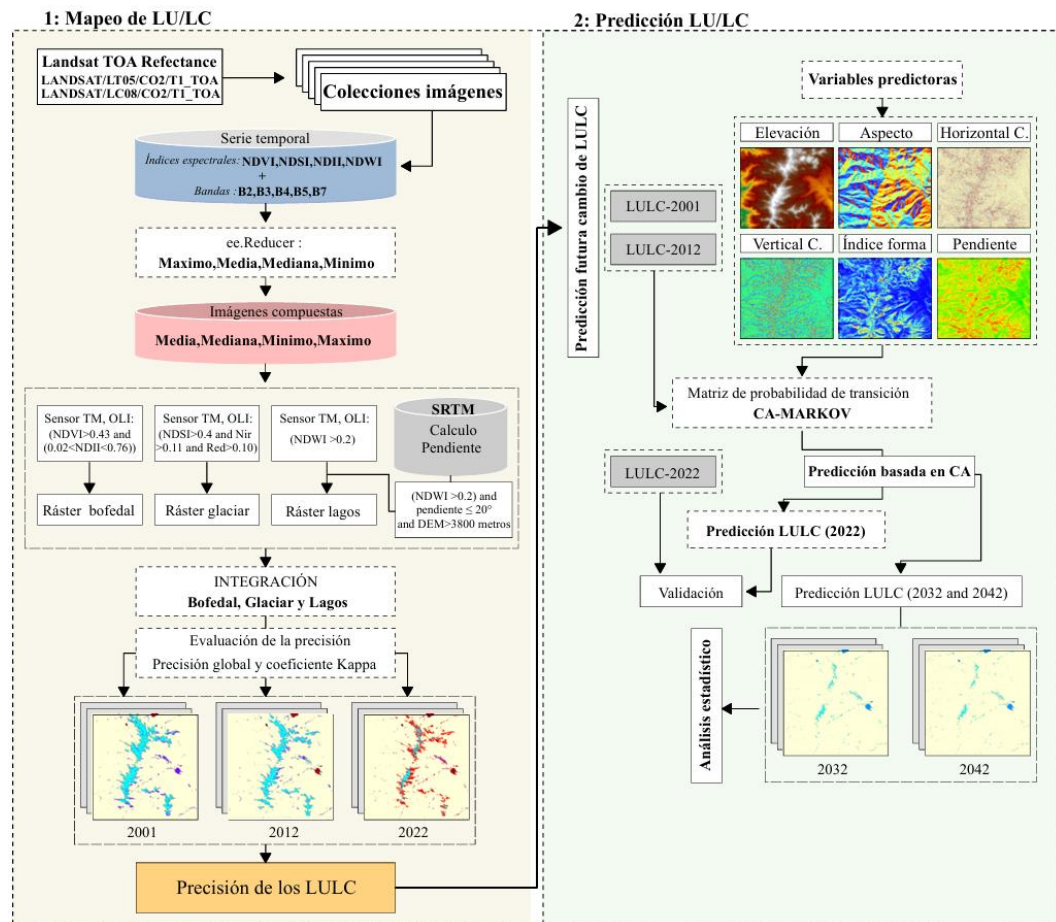 1: Mapeo de LU/LC
Landsat TOA Refectance
LANDSAT/LT05/CO2/T1_TOA
LANDSAT/LC08/CO2/T1_TOA
Colecciones imágenes
Serie temporal
Índices espectrales: NDVI,NDSI,NDII,NDWI
+
Bandas : B2,B3,B4,B5,B7
ee.Reducer :
Maximo,Media,Mediana,Minimo
Imágenes compuestas
Media,Mediana,Minimo,Maximo
Sensor TM, OLI:
(NDVI>0.43 and
(0.02<NDII<0.76))
Sensor TM, OLI:
(NDSI>0.4 and Nir
>0.11 and Red>0.10)
Sensor TM, OLI:
(NDWI >0.2)
SRTM
Calculo
Pendiente
Ráster bofedal
Ráster glaciar
Ráster lagos
(NDWI >0.2) and
pendiente ≤ 20°
and DEM>3800 metros
INTEGRACIÓN
Bofedal, Glaciar y Lagos
Evaluación de la precisión
Precisión global y coeficiente Kappa
2001
2012
2022
Precisión de los LULC
2: Predicción LU/LC
Predicción futura cambio de LULC
Variables predictoras
Elevación
Aspecto
Horizontal C.
Vertical C.
Índice forma
Pendiente
LULC-2001
LULC-2012
Matriz de probabilidad de transición
CA-MARKOV
LULC-2022
Predicción basada en CA
Predicción LULC (2022)
Validación
Predicción LULC (2032 and 2042)
Análisis estadístico
2032
2042